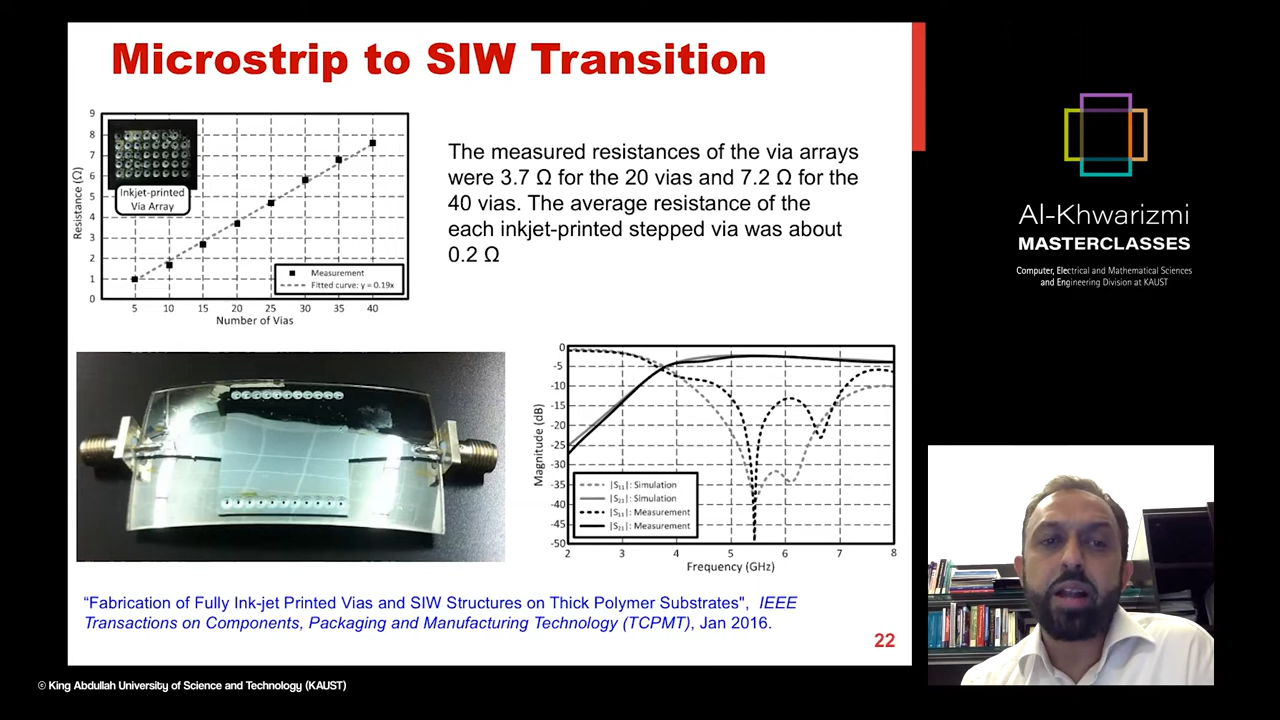 Microstrip to SIW Transition
9
8
7
6
5
4
3
2
1
0
Resistance (Ω)
Inkjet-printed
Via Array
Measurement
Fitted curve: y = 0.19x
5 10 15 20 25 30 35 40
Number of Vias
The measured resistances of the via arrays
were 3.7 Ω for the 20 vias and 7.2 Ω for the
40 vias. The average resistance of the
each inkjet-printed stepped via was about
0.2 Ω
0
-5
-10
-15
-20
-25
-30
-35
-40
-45
-50
Magnitude (dB)
|S₁₁|: Simulation
|S₂₁|: Simulation
|S₁₁|: Measurement
|S₂₁|: Measurement
2 3 4 5 6 7 8
Frequency (GHz)
“Fabrication of Fully Ink-jet Printed Vias and SIW Structures on Thick Polymer Substrates", IEEE
Transactions on Components, Packaging and Manufacturing Technology (TCPMT), Jan 2016.
22
Al-Khwarizmi
MASTERCLASSES
Computer, Electrical and Mathematical Sciences
and Engineering Division at KAUST
© King Abdullah University of Science and Technology (KAUST)